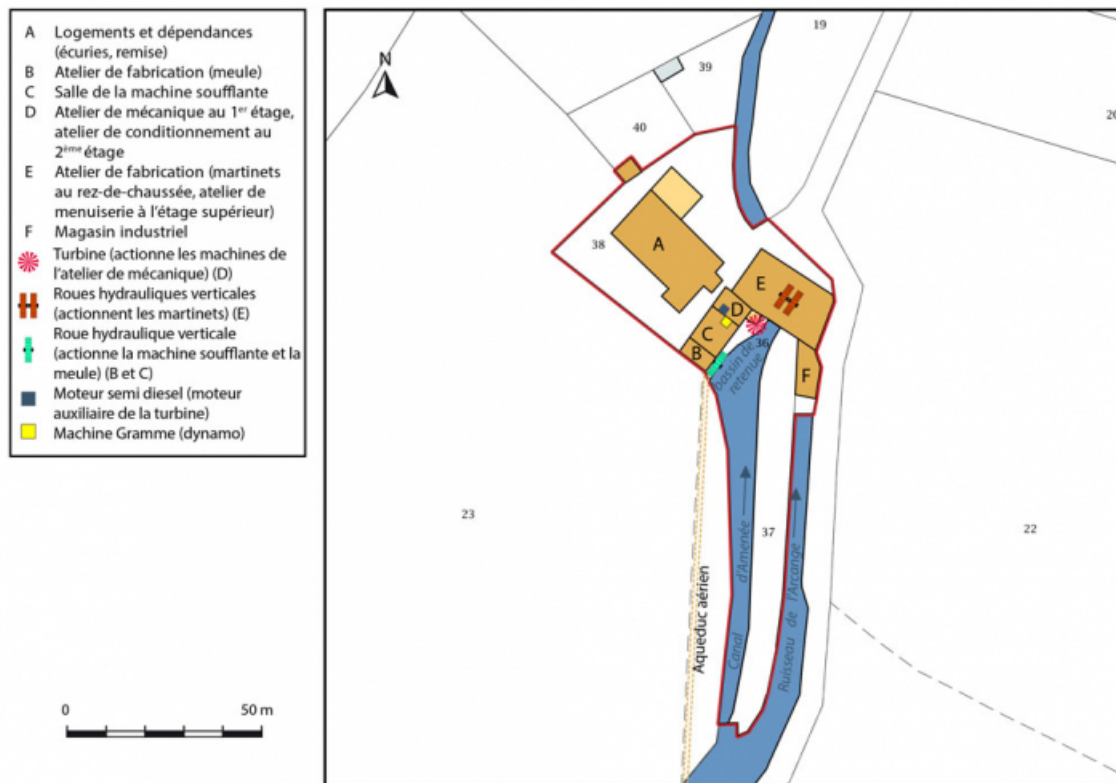 A Logements et dépendances
(écuries, remise)
B Atelier de fabrication (meule)
C Salle de la machine soufflante
D Atelier de mécanique au 1er étage,
atelier de conditionnement au
2ème étage
E Atelier de fabrication (martinets
au rez-de-chaussée, atelier de
menuiserie à l'étage supérieur)
F Magasin industriel
Turbine (actionne les machines de
l'atelier de mécanique) (D)
Roues hydrauliques verticales
(actionnent les martinets) (E)
Roue hydraulique verticale
(actionne la machine soufflante et la
meule) (B et C)
Moteur semi diesel (moteur
auxiliaire de la turbine)
Machine Gramme (dynamo)
0 50 m
N
19
39
20
40
38
A
E
D
C
B
36
F
bassin de
retenue
23
37
22
Aqueduc aérien
Canal d'Amenée
Ruisseau de l'Arcange